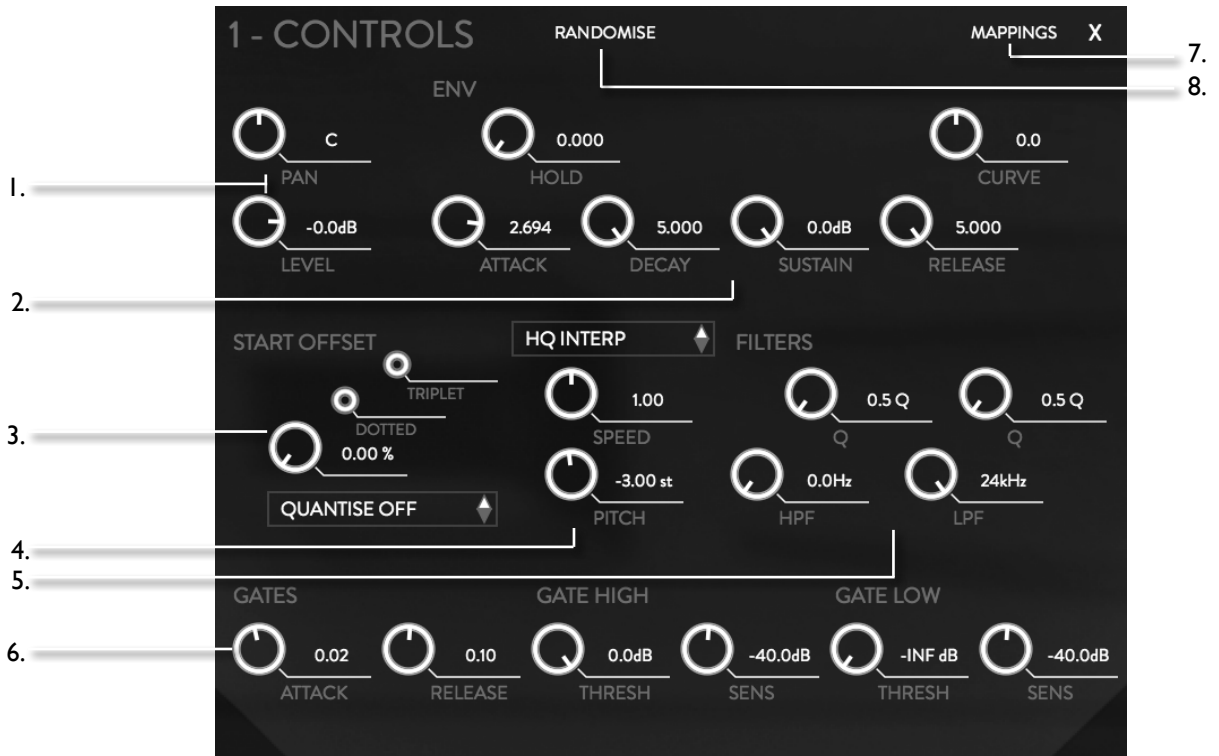 1 - CONTROLS
RANDOMISE
MAPPINGS X
7.
8.
ENV
C
PAN
0.000
HOLD
0.0
CURVE
1.
-0.0dB
LEVEL
2.694
ATTACK
5.000
DECAY
0.0dB
SUSTAIN
5.000
RELEASE
2.
START OFFSET
HQ INTERP
FILTERS
TRIPLET
DOTTED
1.00
SPEED
0.5 Q
Q
0.5 Q
Q
3.
0.00 %
-3.00 st
PITCH
0.0Hz
HPF
24kHz
LPF
QUANTISE OFF
4.
5.
GATES
GATE HIGH
GATE LOW
6.
0.02
ATTACK
0.10
RELEASE
0.0dB
THRESH
-40.0dB
SENS
-INF dB
THRESH
-40.0dB
SENS